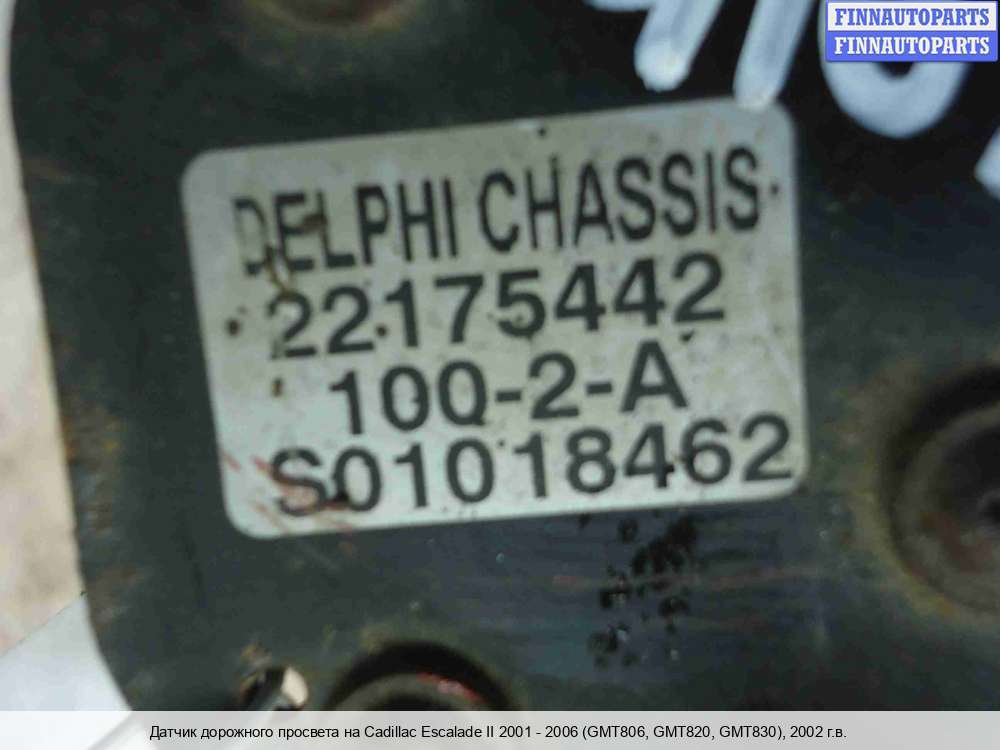 FINNAUTOPARTS
FINNAUTOPARTS
DELPHI CHASSIS
22175442
100-2-A
S01018462
Датчик дорожного просвета на Cadillac Escalade II 2001 - 2006 (GMT806, GMT820, GMT830), 2002 г.в.